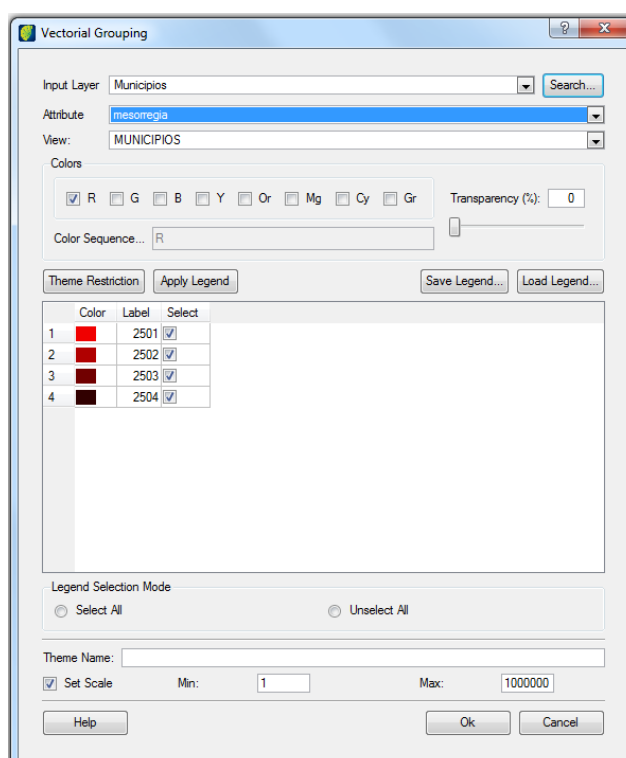 Vectorial Grouping
Input Layer Municipios Search...
Attribute mesorregia
View: MUNICIPIOS
Colors
R G B Y Or Mg Cy Gr Transparency (%): 0
Color Sequence... R
Theme Restriction Apply Legend Save Legend... Load Legend...
Color Label Select
1 2501
2 2502
3 2503
4 2504
Legend Selection Mode
Select All Unselect All
Theme Name:
Set Scale Min: 1 Max: 1000000
Help Ok Cancel